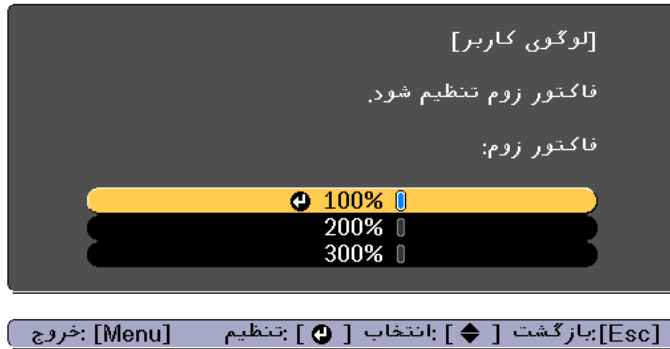 [لوگوی کاربر]
فاکتور زوم تنظیم شود.
فاکتور زوم:
100%
200%
300%
[Esc]:بازگشت [ ]:انتخاب [ ]:تنظیم [Menu]:خروج